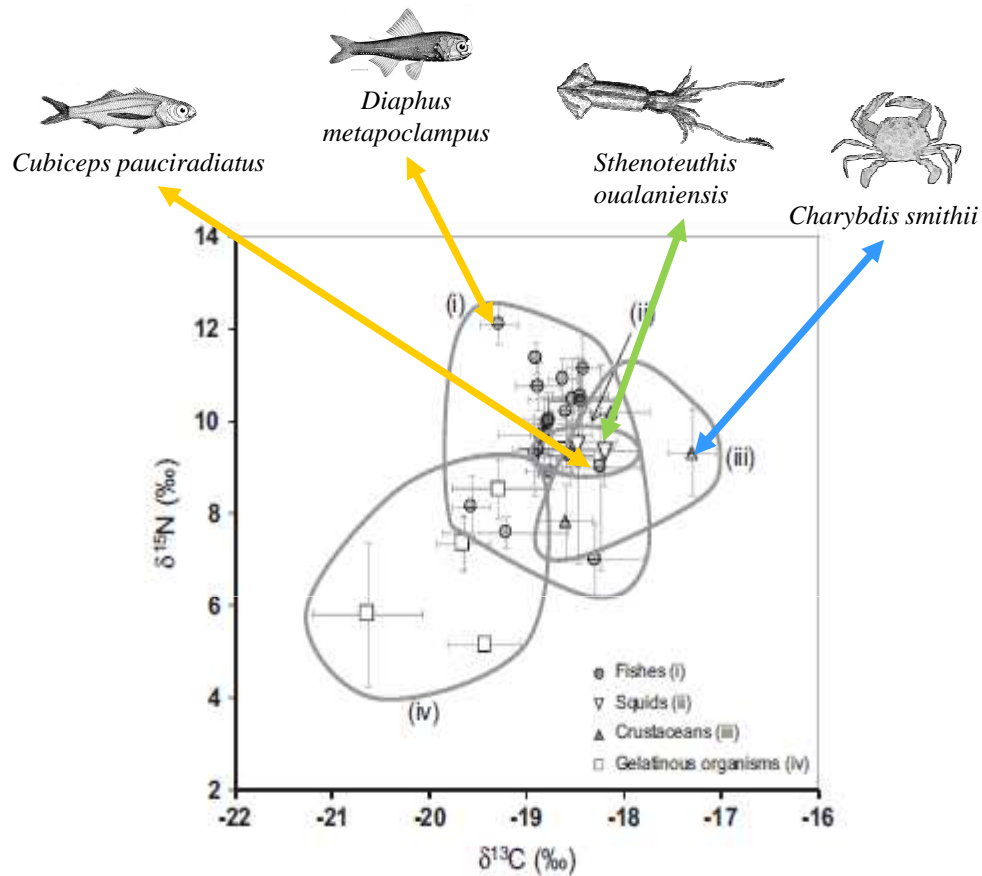 Diaphus
metapoclampus
Cubiceps pauciradiatus
Sthenoteuthis
oualaniensis
Charybdis smithii
14
12
10
8
6
4
2
δ¹⁵N (‰)
(i)
(ii)
(iii)
(iv)
Fishes (i)
Squids (ii)
Crustaceans (iii)
Gelatinous organisms (iv)
-22
-21
-20
-19
-18
-17
-16
δ¹³C (‰)